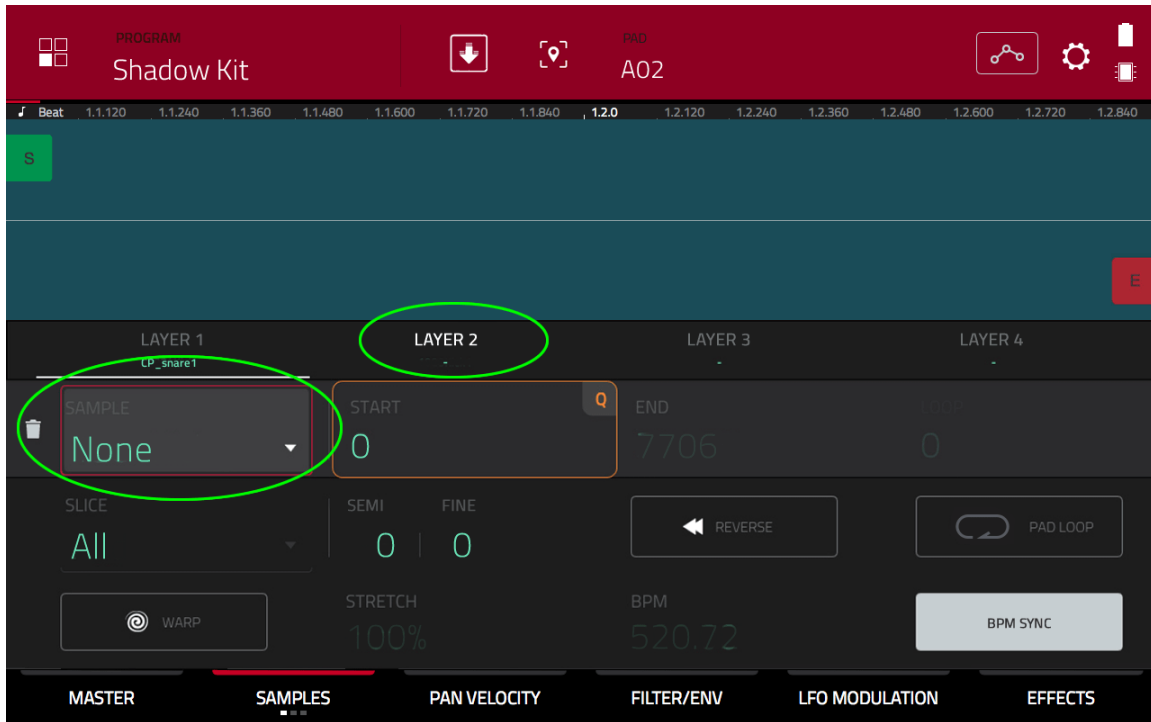 PROGRAM
Shadow Kit
PAD
A02
Beat 1.1.120 1.1.240 1.1.360 1.1.480 1.1.600 1.1.720 1.1.840 1.2.0 1.2.120 1.2.240 1.2.360 1.2.480 1.2.600 1.2.720 1.2.840
S
E
LAYER 1 LAYER 2 LAYER 3 LAYER 4
CP_snare1 - - -
SAMPLE START Q END LOOP
None 0 7706 0
SLICE SEMI FINE
All 0 0 REVERSE PAD LOOP
STRETCH BPM
WARP 100% 520.72 BPM SYNC
MASTER SAMPLES PAN VELOCITY FILTER/ENV LFO MODULATION EFFECTS